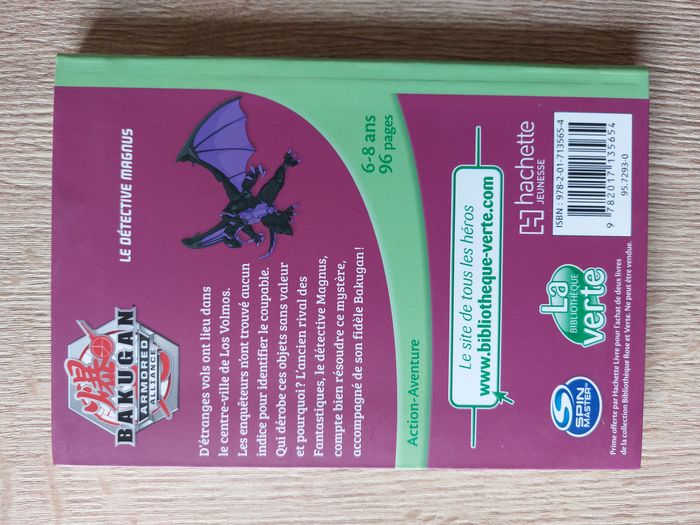 LE DÉTECTIVE MAGNUS
爆
BAKUGAN
ARMORED
ALLIANCE
D'étranges vols ont lieu dans
le centre-ville de Los Volmos.
Les enquêteurs n'ont trouvé aucun
indice pour identifier le coupable.
Qui dérobe ces objets sans valeur
et pourquoi ? L'ancien rival des
Fantastiques, le détective Magnus,
compte bien résoudre ce mystère,
accompagné de son fidèle Bakugan !
6-8 ans
96 pages
Action-Aventure
Le site de tous les héros
www.bibliotheque-verte.com
hachette
JEUNESSE
ISBN : 978-2-01-713565-4
9 782017 135654
95.7293-0
La
BIBLIOTHÈQUE
verte
SPIN
MASTER
Prime offerte par Hachette Livre pour l'achat de deux livres
de la collection Bibliothèque Rose et Verte. Ne peut être vendue.